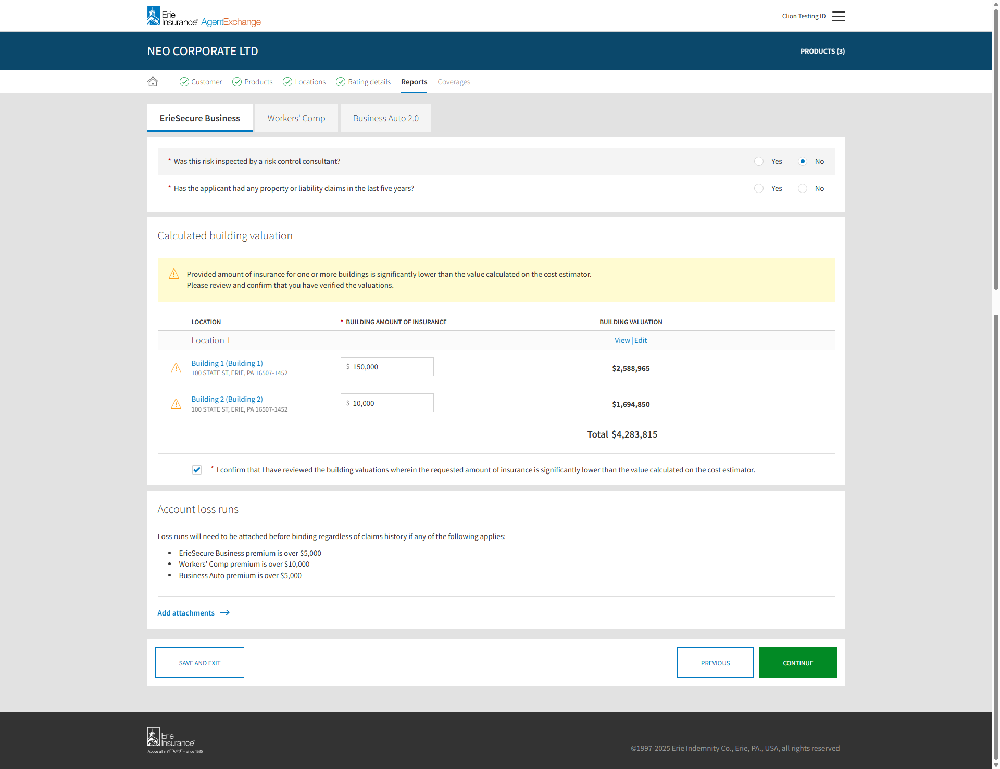 Erie
Insurance® AgentExchange
Clion Testing ID
NEO CORPORATE LTD
PRODUCTS (3)
Customer
Products
Locations
Rating details
Reports
Coverages
ErieSecure Business
Workers' Comp
Business Auto 2.0
* Was this risk inspected by a risk control consultant?
Yes
No
* Has the applicant had any property or liability claims in the last five years?
Yes
No
Calculated building valuation
Provided amount of insurance for one or more buildings is significantly lower than the value calculated on the cost estimator.
Please review and confirm that you have verified the valuations.
LOCATION
* BUILDING AMOUNT OF INSURANCE
BUILDING VALUATION
Location 1
View | Edit
Building 1 (Building 1)
100 STATE ST, ERIE, PA 16507-1452
$ 150,000
$2,588,965
Building 2 (Building 2)
100 STATE ST, ERIE, PA 16507-1452
$ 10,000
$1,694,850
Total $4,283,815
* I confirm that I have reviewed the building valuations wherein the requested amount of insurance is significantly lower than the value calculated on the cost estimator.
Account loss runs
Loss runs will need to be attached before binding regardless of claims history if any of the following applies:
• ErieSecure Business premium is over $5,000
• Workers’ Comp premium is over $10,000
• Business Auto premium is over $5,000
Add attachments
SAVE AND EXIT
PREVIOUS
CONTINUE
Erie
Insurance®
Above all in SERVICE® - since 1925
©1997-2025 Erie Indemnity Co., Erie, PA., USA, all rights reserved